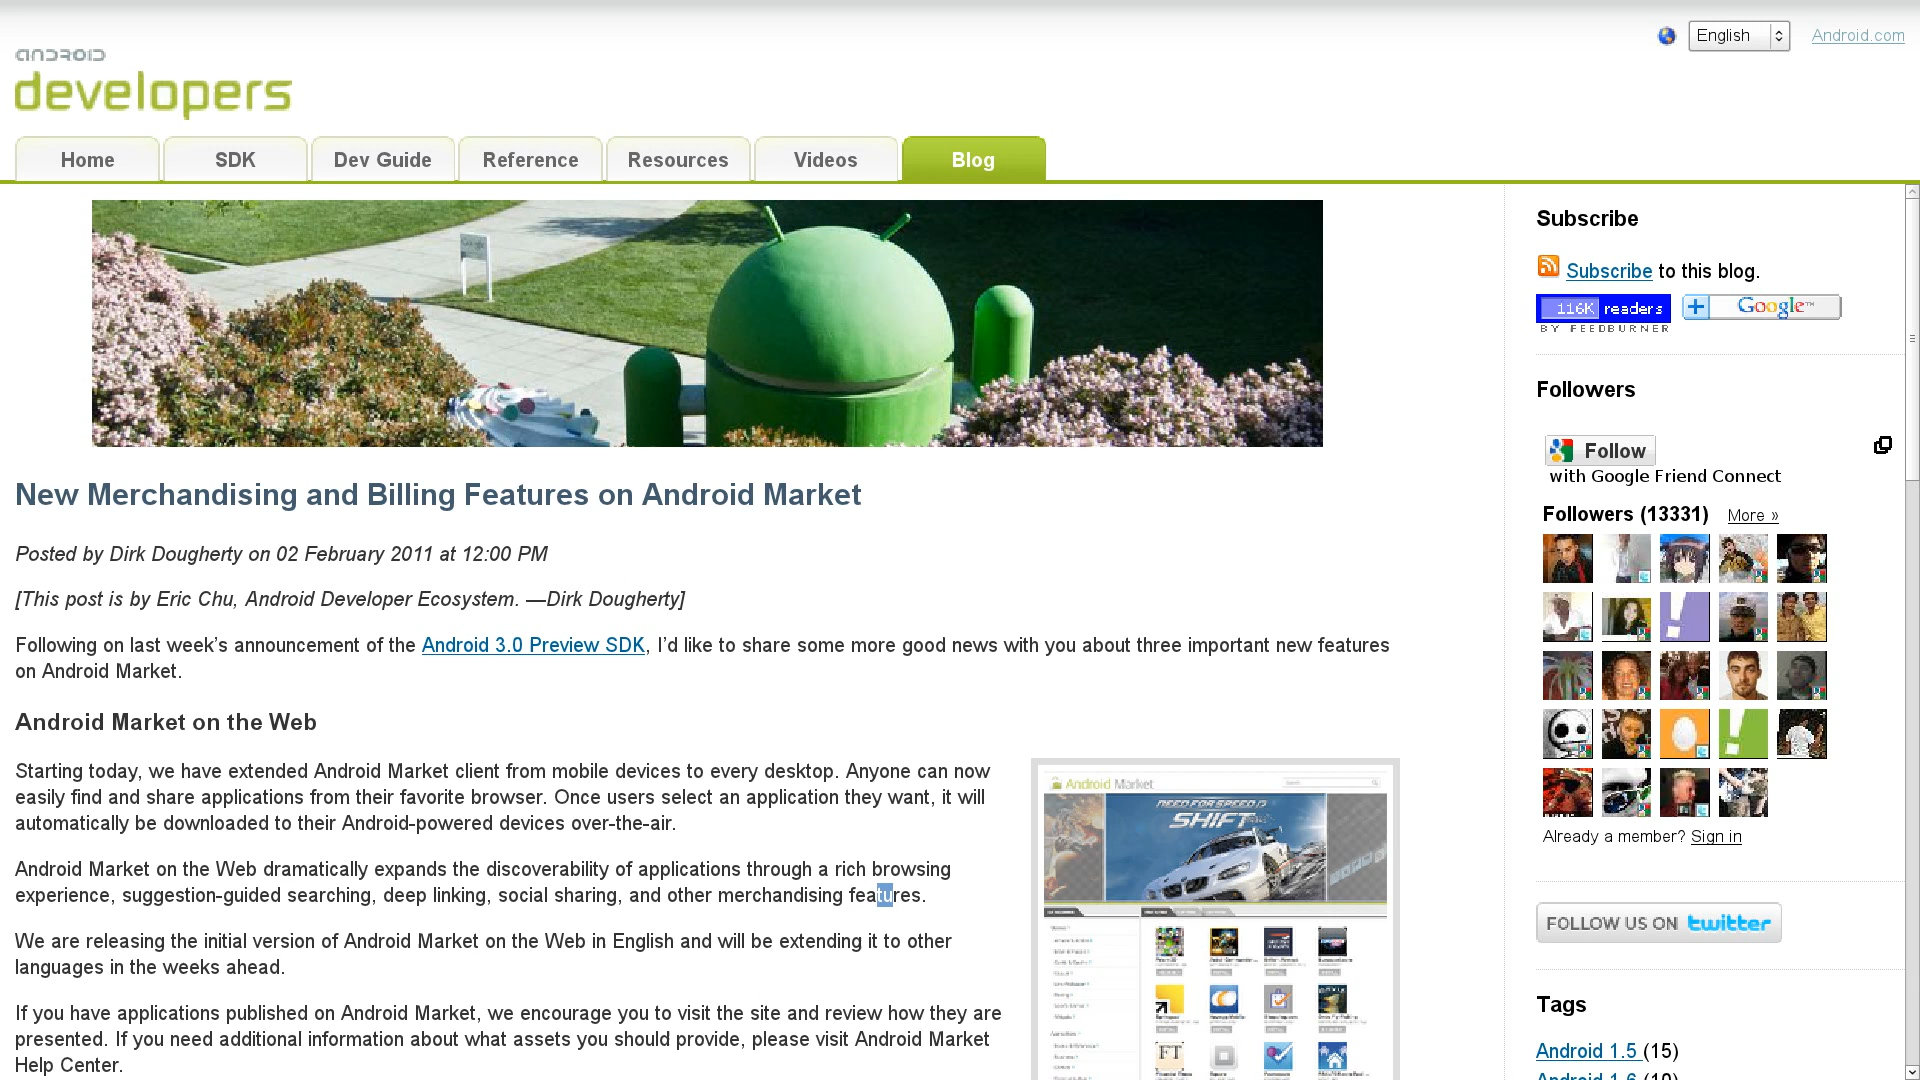 English
Android.com
ANDROID
developers
Home
SDK
Dev Guide
Reference
Resources
Videos
Blog
New Merchandising and Billing Features on Android Market
Posted by Dirk Dougherty on 02 February 2011 at 12:00 PM
[This post is by Eric Chu, Android Developer Ecosystem. —Dirk Dougherty]
Following on last week’s announcement of the Android 3.0 Preview SDK, I’d like to share some more good news with you about three important new features
on Android Market.
Android Market on the Web
Starting today, we have extended Android Market client from mobile devices to every desktop. Anyone can now
easily find and share applications from their favorite browser. Once users select an application they want, it will
automatically be downloaded to their Android-powered devices over-the-air.
Android Market on the Web dramatically expands the discoverability of applications through a rich browsing
experience, suggestion-guided searching, deep linking, social sharing, and other merchandising features.
We are releasing the initial version of Android Market on the Web in English and will be extending it to other
languages in the weeks ahead.
If you have applications published on Android Market, we encourage you to visit the site and review how they are
presented. If you need additional information about what assets you should provide, please visit Android Market
Help Center.
Android Market
NEED FOR SPEED
SHIFT
FT
Subscribe
Subscribe to this blog.
116K readers
BY FEEDBURNER
+ Google™
Followers
Follow
with Google Friend Connect
Followers (13331) More »
Already a member? Sign in
FOLLOW US ON twitter
Tags
Android 1.5 (15)
Android 1.6 (10)